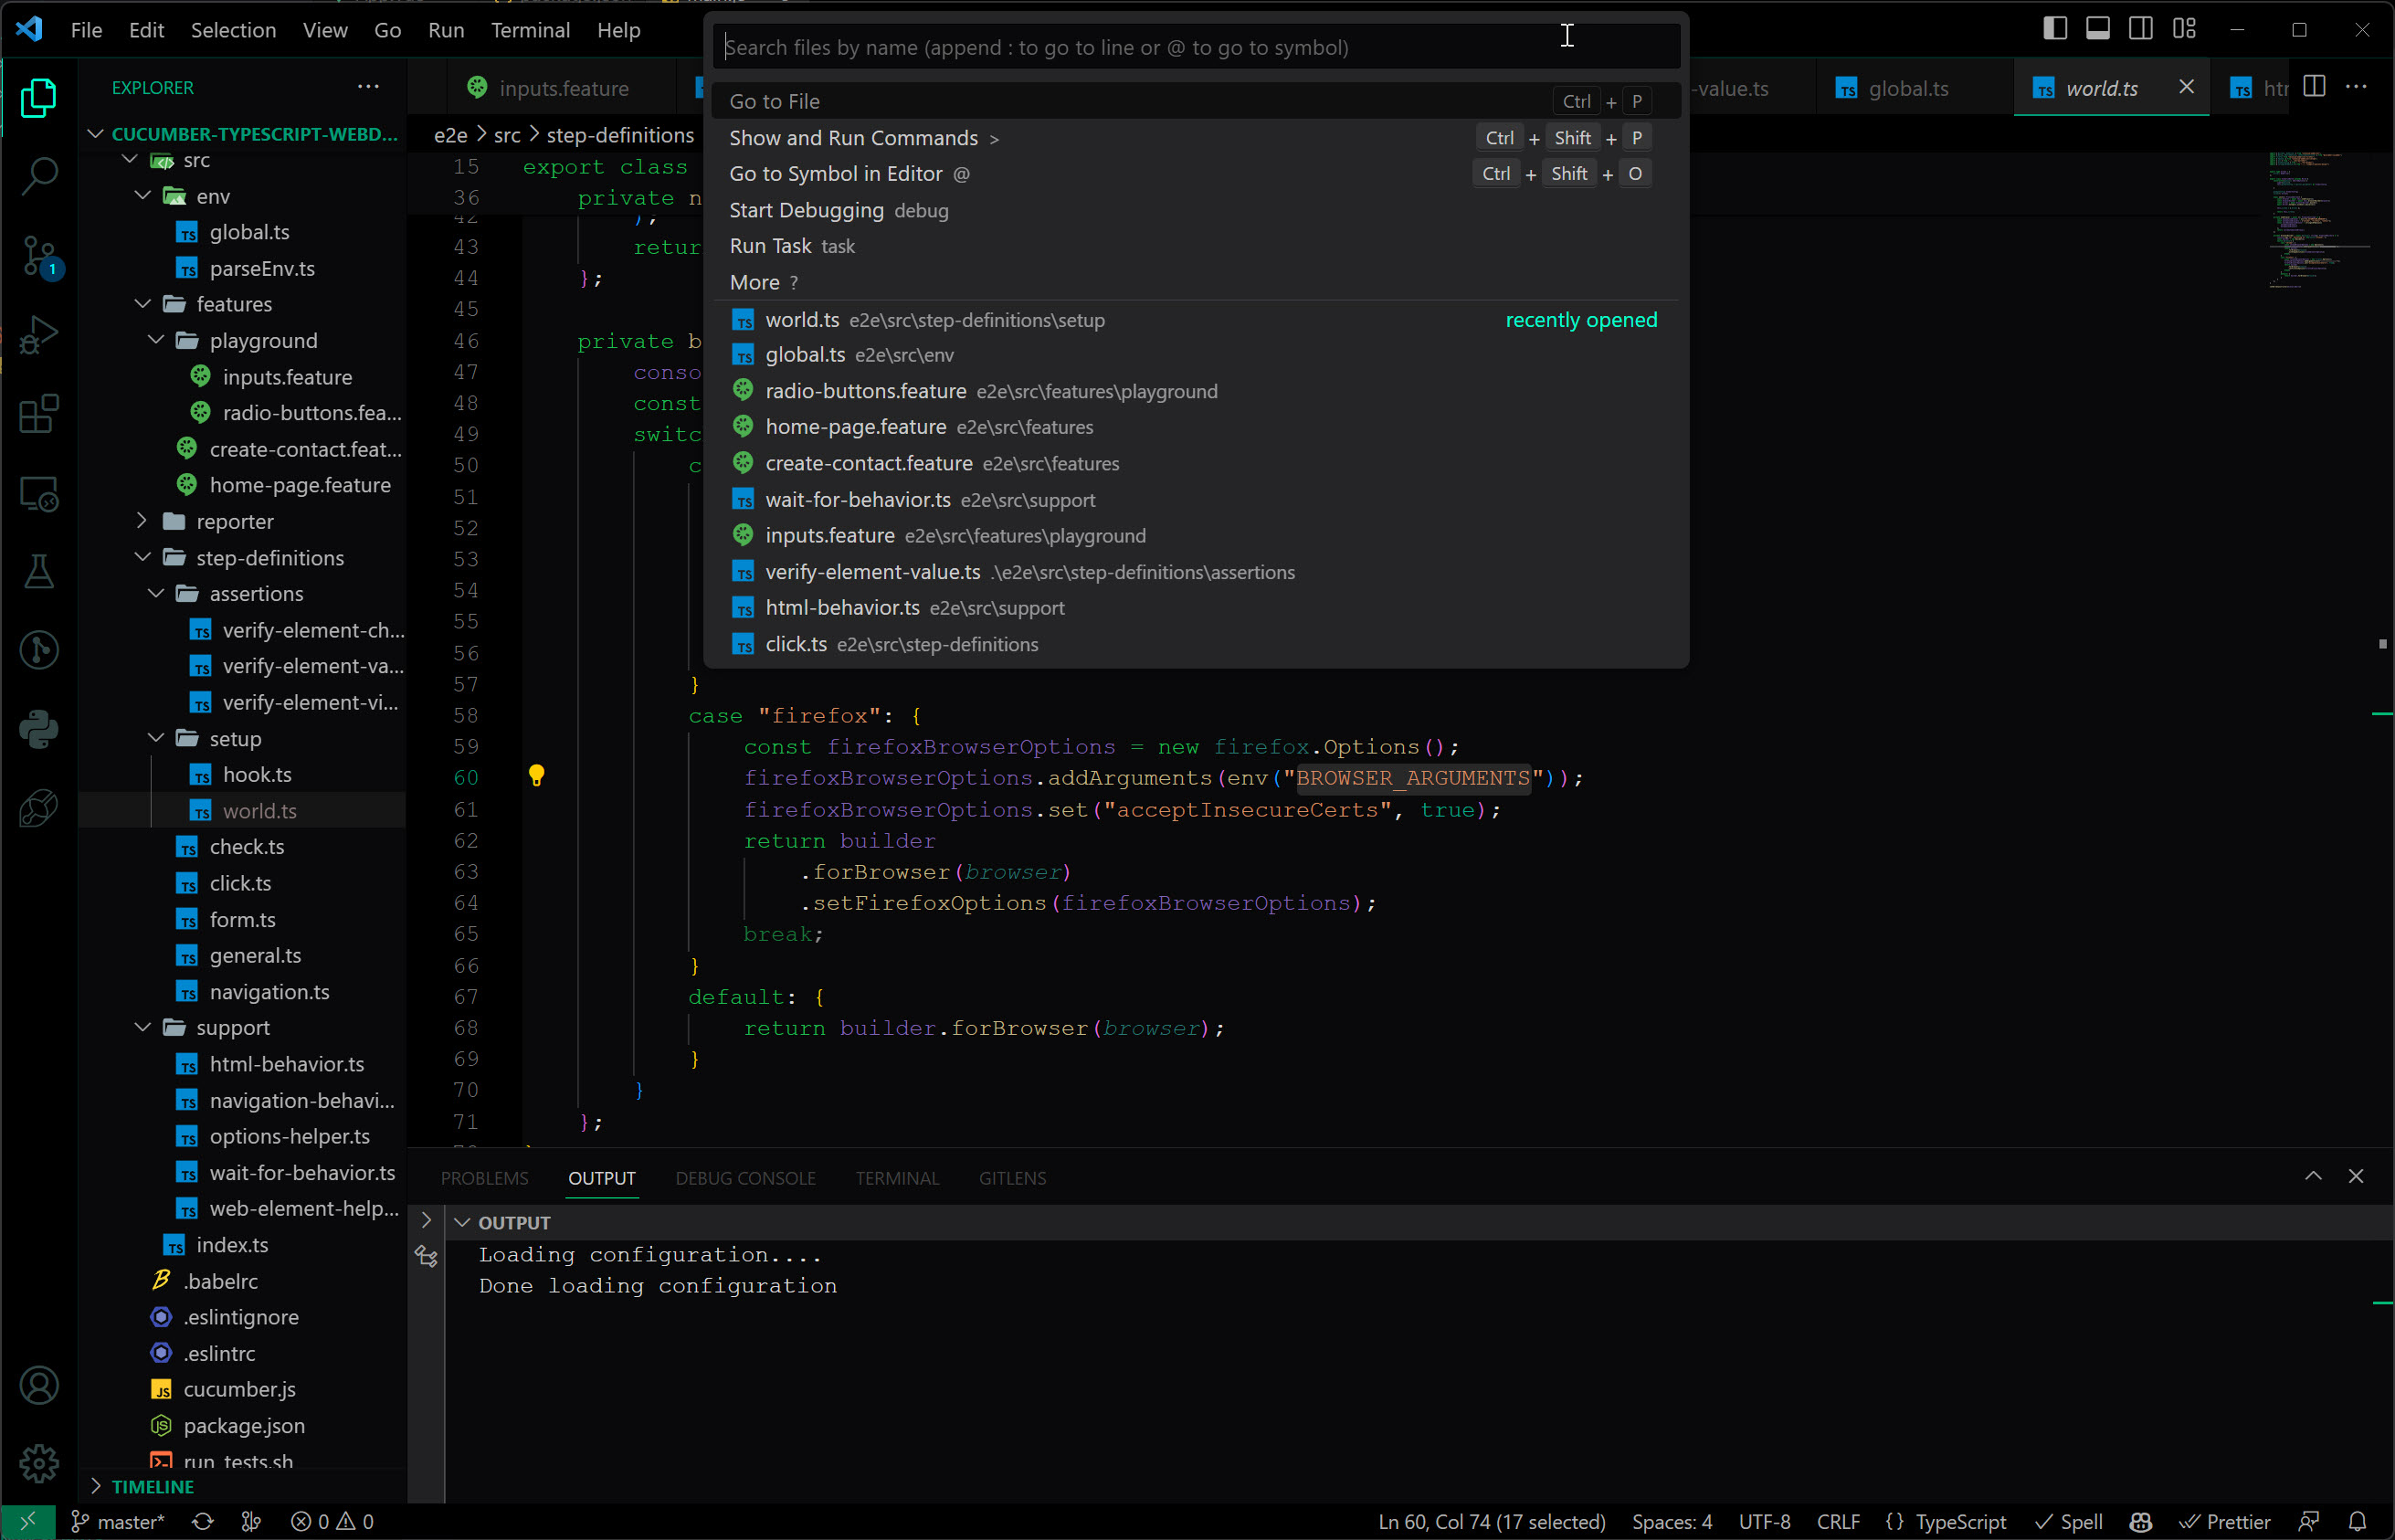 File Edit Selection View Go Run Terminal Help
Search files by name (append : to go to line or @ to go to symbol)
Go to File Ctrl + P
Show and Run Commands > Ctrl + Shift + P
Go to Symbol in Editor @ Ctrl + Shift + O
Start Debugging debug
Run Task task
More ?
world.ts e2e\src\step-definitions\setup recently opened
global.ts e2e\src\env
radio-buttons.feature e2e\src\features\playground
home-page.feature e2e\src\features
create-contact.feature e2e\src\features
wait-for-behavior.ts e2e\src\support
inputs.feature e2e\src\features\playground
verify-element-value.ts .\e2e\src\step-definitions\assertions
html-behavior.ts e2e\src\support
click.ts e2e\src\step-definitions
EXPLORER
CUCUMBER-TYPESCRIPT-WEBD...
src
env
global.ts
parseEnv.ts
features
playground
inputs.feature
radio-buttons.fea...
create-contact.feat...
home-page.feature
reporter
step-definitions
assertions
verify-element-ch...
verify-element-va...
verify-element-vi...
setup
hook.ts
world.ts
check.ts
click.ts
form.ts
general.ts
navigation.ts
support
html-behavior.ts
navigation-behavi...
options-helper.ts
wait-for-behavior.ts
web-element-help...
index.ts
.babelrc
.eslintignore
.eslintrc
cucumber.js
package.json
run_tests.sh
TIMELINE
1
inputs.feature -value.ts global.ts world.ts htr
e2e > src > step-definitions
15 export class
36 private n
42 );
43 retur
44 };
45
46 private b
47 conso
48 const
49 switc
50 c
51
52
53
54
55
56
57 }
58 case "firefox": {
59 const firefoxBrowserOptions = new firefox.Options();
60 firefoxBrowserOptions.addArguments(env("BROWSER_ARGUMENTS"));
61 firefoxBrowserOptions.set("acceptInsecureCerts", true);
62 return builder
63 .forBrowser(browser)
64 .setFirefoxOptions(firefoxBrowserOptions);
65 break;
66 }
67 default: {
68 return builder.forBrowser(browser);
69 }
70 }
71 };
PROBLEMS OUTPUT DEBUG CONSOLE TERMINAL GITLENS
OUTPUT
Loading configuration....
Done loading configuration
master* 0 0 Ln 60, Col 74 (17 selected) Spaces: 4 UTF-8 CRLF {} TypeScript Spell Prettier